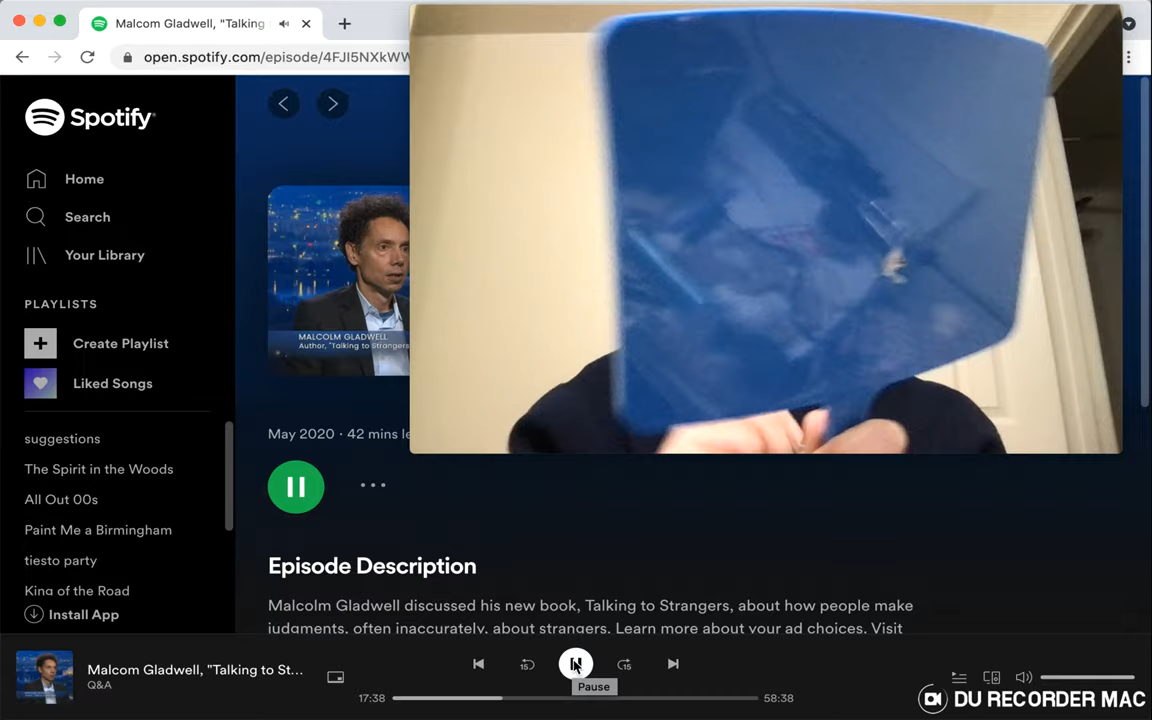 Malcom Gladwell, "Talking
open.spotify.com/episode/4FJI5NXkWW
Spotify
Home
Search
Your Library
PLAYLISTS
Create Playlist
Liked Songs
suggestions
The Spirit in the Woods
All Out 00s
Paint Me a Birmingham
tiesto party
King of the Road
Install App
MALCOLM GLADWELL
Author, "Talking to Strangers
May 2020 · 42 mins le
Episode Description
Malcolm Gladwell discussed his new book, Talking to Strangers, about how people make
judgments, often inaccurately, about strangers. Learn more about your ad choices. Visit
Malcom Gladwell, "Talking to St...
Q&A
15
15
Pause
17:38
58:38
DU RECORDER MAC